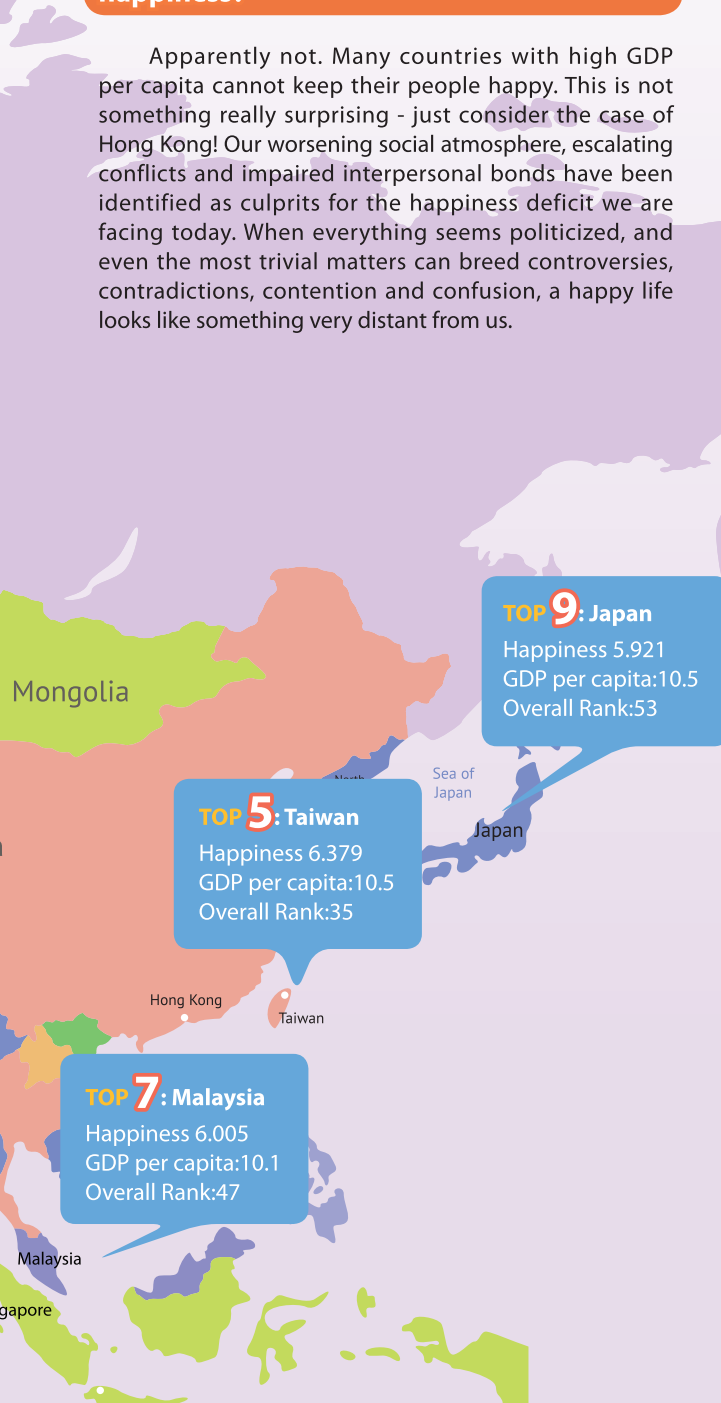 happiness?
Apparently not. Many countries with high GDP
per capita cannot keep their people happy. This is not
something really surprising - just consider the case of
Hong Kong! Our worsening social atmosphere, escalating
conflicts and impaired interpersonal bonds have been
identified as culprits for the happiness deficit we are
facing today. When everything seems politicized, and
even the most trivial matters can breed controversies,
contradictions, contention and confusion, a happy life
looks like something very distant from us.
TOP 9: Japan
Happiness 5.921
GDP per capita:10.5
Overall Rank:53
Mongolia
Sea of
Japan
North
Japan
TOP 5: Taiwan
Happiness 6.379
GDP per capita:10.5
Overall Rank:35
Hong Kong
Taiwan
TOP 7: Malaysia
Happiness 6.005
GDP per capita:10.1
Overall Rank:47
Malaysia
gapore